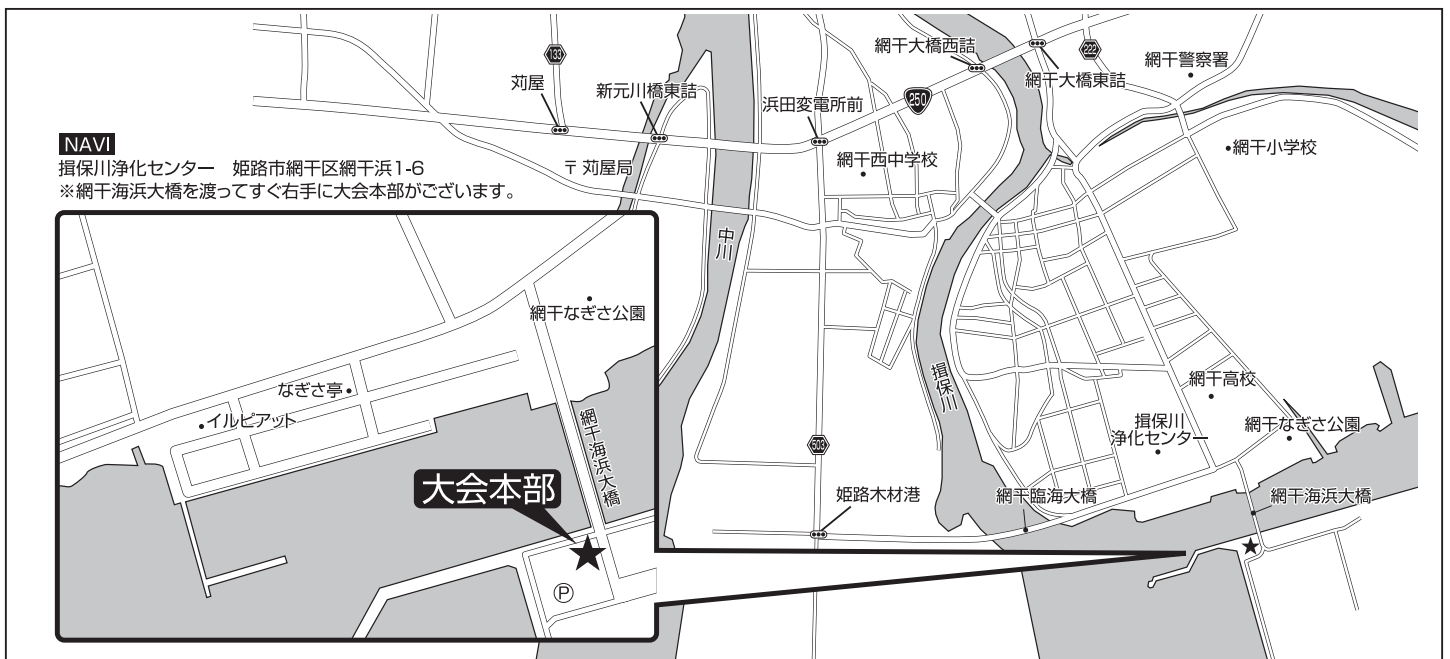 133
222
網干大橋西詰
網干大橋東詰
網干警察署
刈屋
新元川橋東詰
浜田変電所前
250
NAVI
揖保川浄化センター 姫路市網干区網干浜1-6
※網干海浜大橋を渡ってすぐ右手に大会本部がございます。
〒 刈屋局
網干西中学校
網干小学校
中川
揖保川
網干なぎさ公園
なぎさ亭
イルピアット
網干海浜大橋
大会本部
P
503
姫路木材港
網干臨海大橋
網干高校
揖保川
浄化センター
網干なぎさ公園
網干海浜大橋